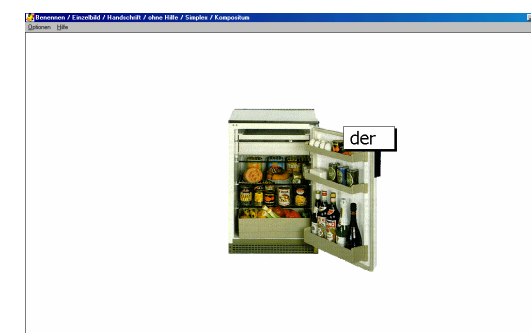 Benennen / Einzelbild / Handschrift / ohne Hilfe / Simplex / Kompositum
Optionen Hilfe
der